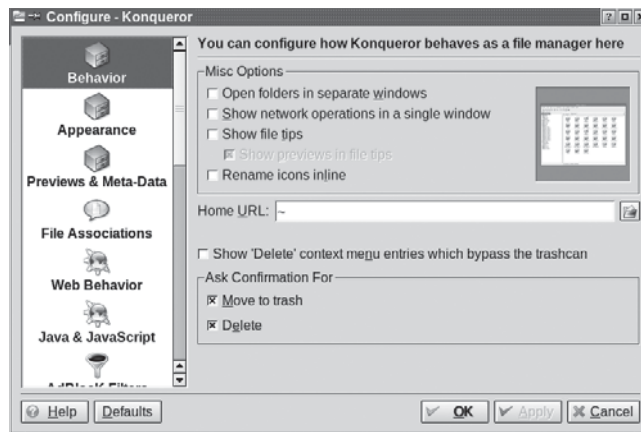 Configure - Konqueror
Behavior
Appearance
Previews & Meta-Data
File Associations
Web Behavior
Java & JavaScript
AdBlocK Filters
You can configure how Konqueror behaves as a file manager here
Misc Options
Open folders in separate windows
Show network operations in a single window
Show file tips
Show previews in file tips
Rename icons inline
Home URL: ~
Show 'Delete' context menu entries which bypass the trashcan
Ask Confirmation For
Move to trash
Delete
Help
Defaults
OK
Apply
Cancel